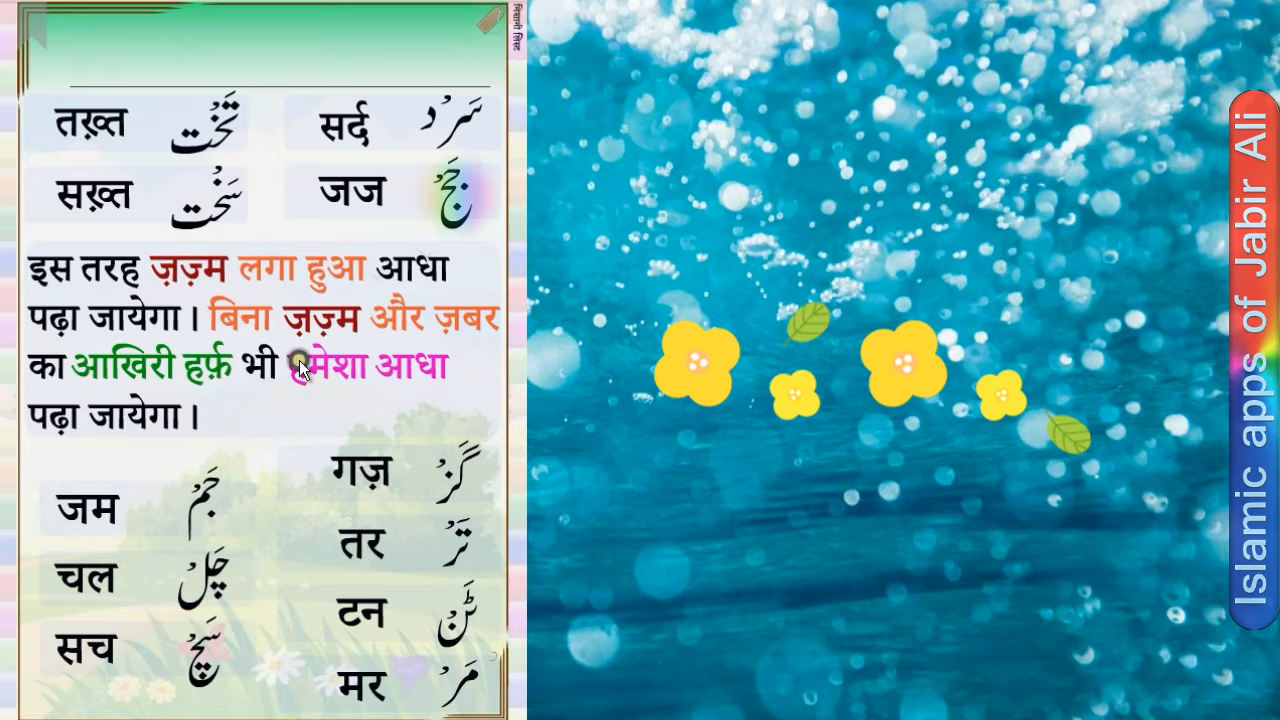 निशानी लिस्ट
तख़्त تَخْت सर्द سَرْد
सख़्त سَخْت जज جَجْ
इस तरह ज़ज़्म लगा हुआ आधा
पढ़ा जायेगा । बिना ज़ज़्म और ज़बर
का आखिरी हर्फ़ भी हमेशा आधा
पढ़ा जायेगा ।
गज़ گَزْ
जम جَمْ
तर تَرْ
चल چَلْ
टन ٹَنْ
सच سَچْ
मर مَرْ
Islamic apps of Jabir Ali